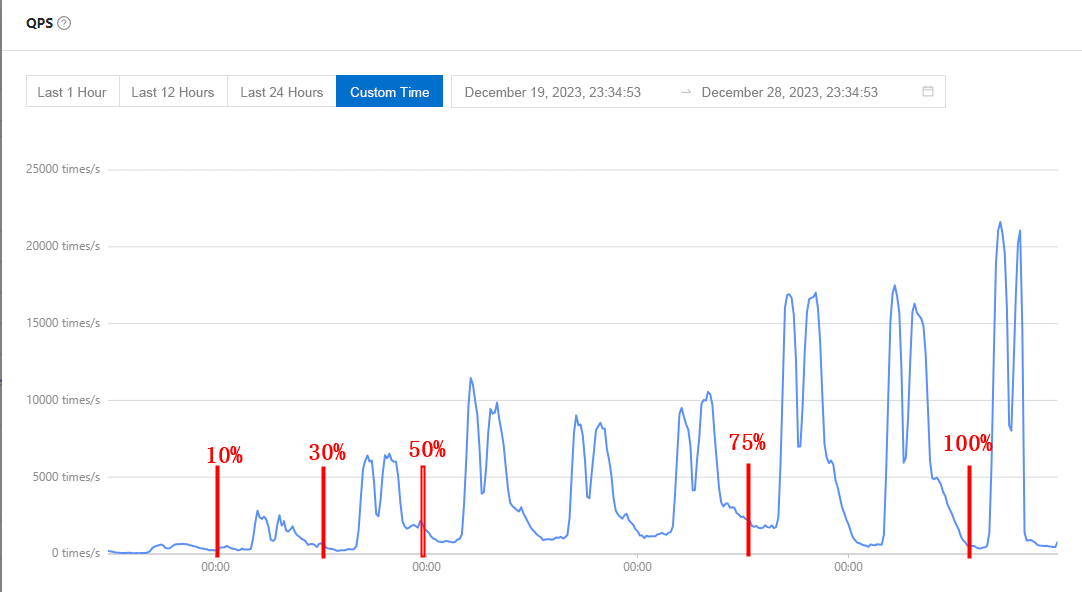 QPS ?
Last 1 Hour Last 12 Hours Last 24 Hours Custom Time December 19, 2023, 23:34:53 → December 28, 2023, 23:34:53
25000 times/s
20000 times/s
15000 times/s
10000 times/s
5000 times/s
0 times/s
10% 30% 50% 75% 100%
00:00 00:00 00:00 00:00